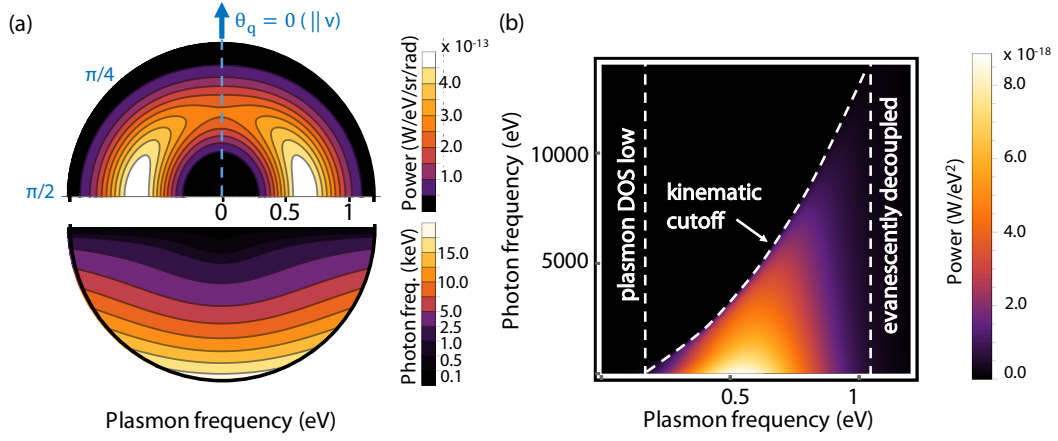 (a)
θq = 0 (|| v)
π/4
π/2
0 0.5 1
x 10-13
4.0
3.0
2.0
1.0
Power (W/eV/sr/rad)
15.0
10.0
5.0
2.5
1.0
0.5
0.1
Photon freq. (keV)
Plasmon frequency (eV)
(b)
Photon frequency (eV)
10000
5000
plasmon DOS low
kinematic
cutoff
evanescently decoupled
0.5 1
Plasmon frequency (eV)
x 10-18
8.0
6.0
4.0
2.0
0.0
Power (W/eV2)